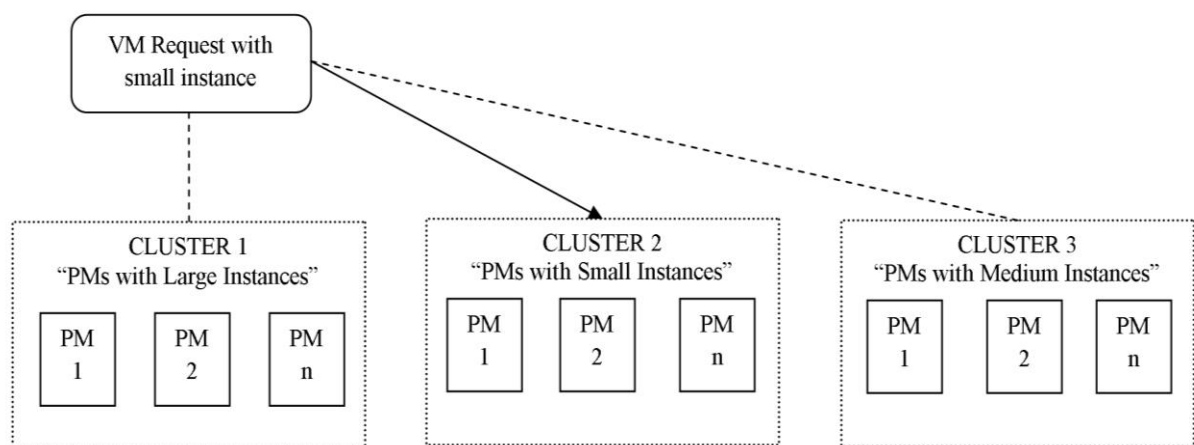 VM Request with
small instance
CLUSTER 1
“PMs with Large Instances”
PM
1
PM
2
PM
n
CLUSTER 2
“PMs with Small Instances”
PM
1
PM
2
PM
n
CLUSTER 3
“PMs with Medium Instances”
PM
1
PM
2
PM
n